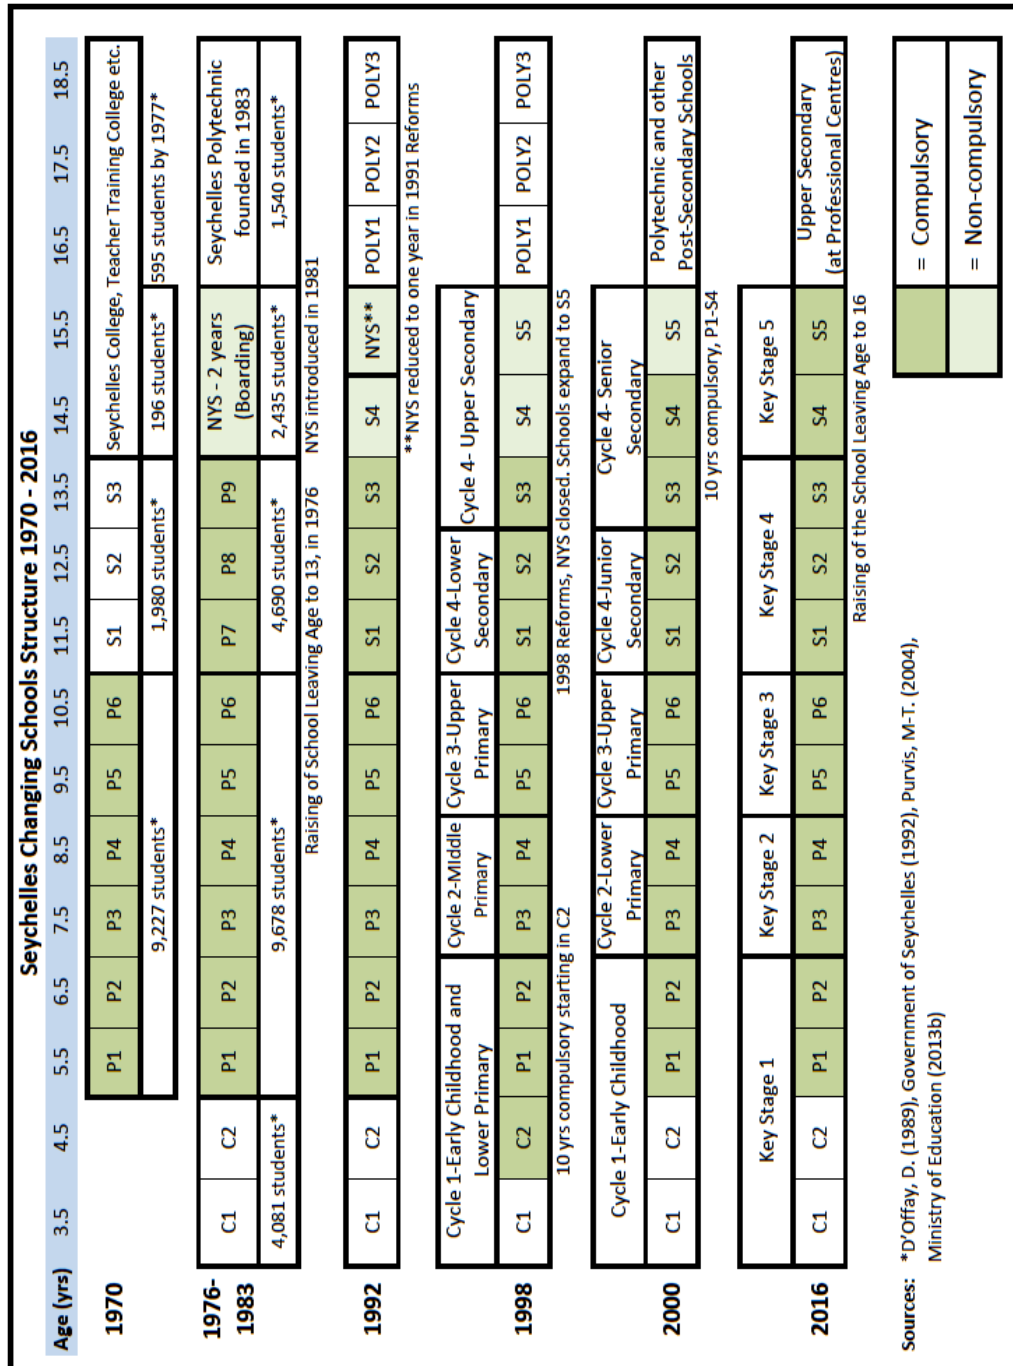 Seychelles Changing Schools Structure 1970 - 2016
Age (yrs) 3.5 4.5 5.5 6.5 7.5 8.5 9.5 10.5 11.5 12.5 13.5 14.5 15.5 16.5 17.5 18.5
1970 P1 P2 P3 P4 P5 P6 S1 S2 S3 Seychelles College, Teacher Training College etc.
9,227 students* 1,980 students* 196 students* 595 students by 1977*
1976-
1983
C1 C2 P1 P2 P3 P4 P5 P6 P7 P8 P9
NYS - 2 years
(Boarding)
Seychelles Polytechnic
founded in 1983
4,081 students* 9,678 students* 4,690 students* 2,435 students* 1,540 students*
Raising of School Leaving Age to 13, in 1976 NYS introduced in 1981
1992 C1 C2 P1 P2 P3 P4 P5 P6 S1 S2 S3 S4 NYS** POLY1 POLY2 POLY3
**NYS reduced to one year in 1991 Reforms
Cycle 1-Early Childhood and
Lower Primary
Cycle 2-Middle
Primary
Cycle 3-Upper
Primary
Cycle 4-Lower
Secondary
Cycle 4- Upper Secondary
1998 C1 C2 P1 P2 P3 P4 P5 P6 S1 S2 S3 S4 S5 POLY1 POLY2 POLY3
10 yrs compulsory starting in C2 1998 Reforms, NYS closed. Schools expand to S5
Cycle 1-Early Childhood
Cycle 2-Lower
Primary
Cycle 3-Upper
Primary
Cycle 4-Junior
Secondary
Cycle 4- Senior
Secondary
Polytechnic and other
Post-Secondary Schools
2000 C1 C2 P1 P2 P3 P4 P5 P6 S1 S2 S3 S4 S5
10 yrs compulsory, P1-S4
Key Stage 1 Key Stage 2 Key Stage 3 Key Stage 4 Key Stage 5
Upper Secondary
(at Professional Centres)
2016 C1 C2 P1 P2 P3 P4 P5 P6 S1 S2 S3 S4 S5
Raising of the School Leaving Age to 16
Sources: *D'Offay, D. (1989), Government of Seychelles (1992), Purvis, M-T. (2004),
Ministry of Education (2013b)
= Compulsory
= Non-compulsory